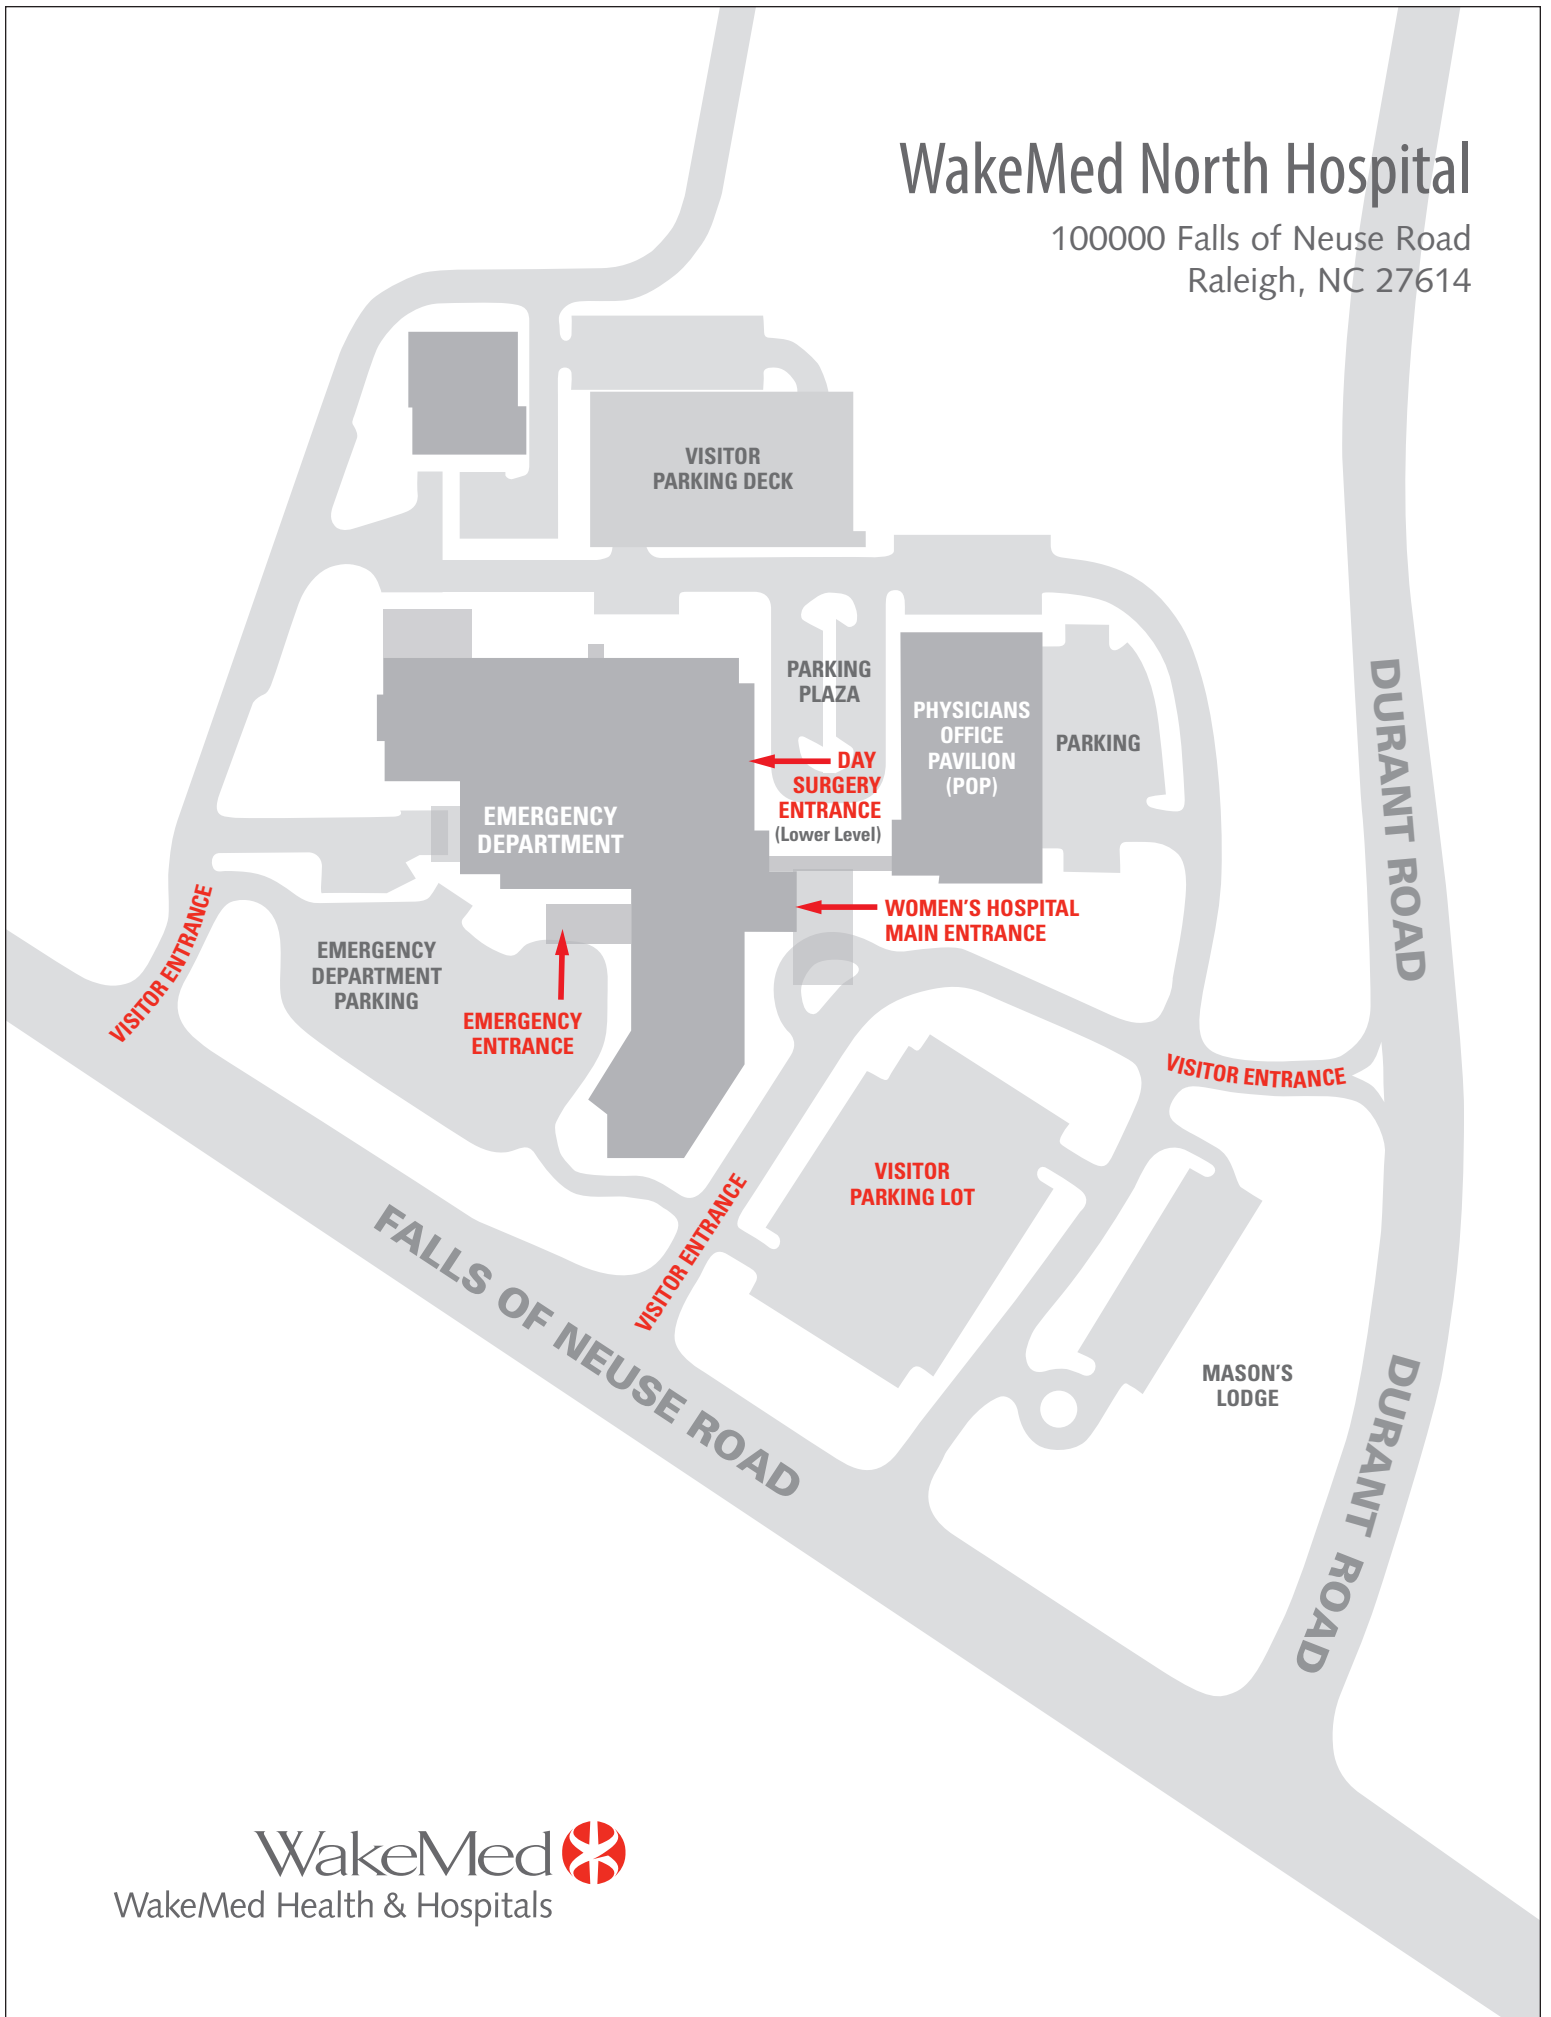 WakeMed North Hospital
100000 Falls of Neuse Road
Raleigh, NC 27614
VISITOR
PARKING DECK
PARKING
PLAZA
PHYSICIANS
OFFICE
PAVILION
(POP)
PARKING
DURANT ROAD
DAY
SURGERY
ENTRANCE
(Lower Level)
EMERGENCY
DEPARTMENT
WOMEN'S HOSPITAL
MAIN ENTRANCE
VISITOR ENTRANCE
EMERGENCY
DEPARTMENT
PARKING
EMERGENCY
ENTRANCE
VISITOR ENTRANCE
VISITOR
PARKING LOT
VISITOR ENTRANCE
FALLS OF NEUSE ROAD
MASON'S
LODGE
DURANT ROAD
WakeMed
WakeMed Health & Hospitals